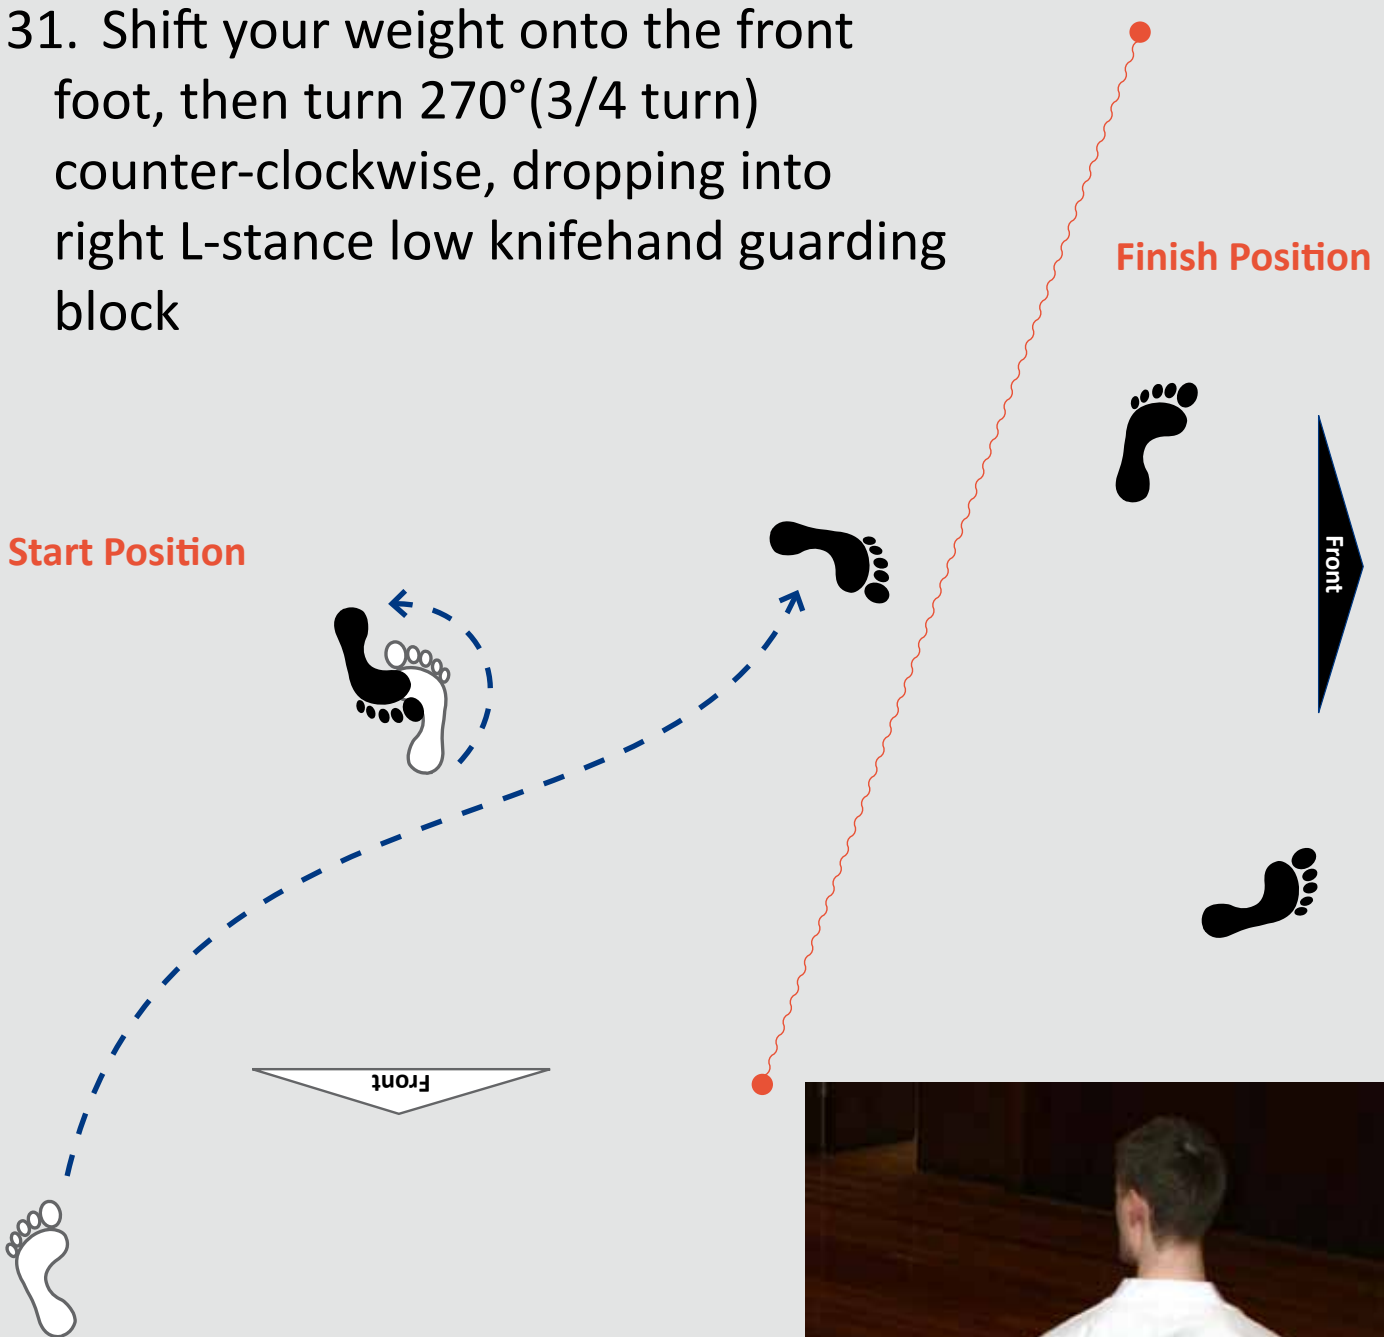 31. Shift your weight onto the front
foot, then turn 270°(3/4 turn)
counter-clockwise, dropping into
right L-stance low knifehand guarding
block
Finish Position
Start Position
Front
Front